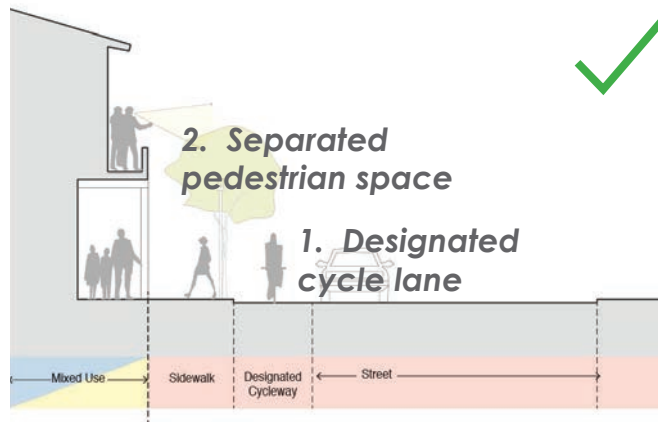 2. Separated
pedestrian space
1. Designated
cycle lane
Mixed Use
Sidewalk
Designated
Cycleway
Street